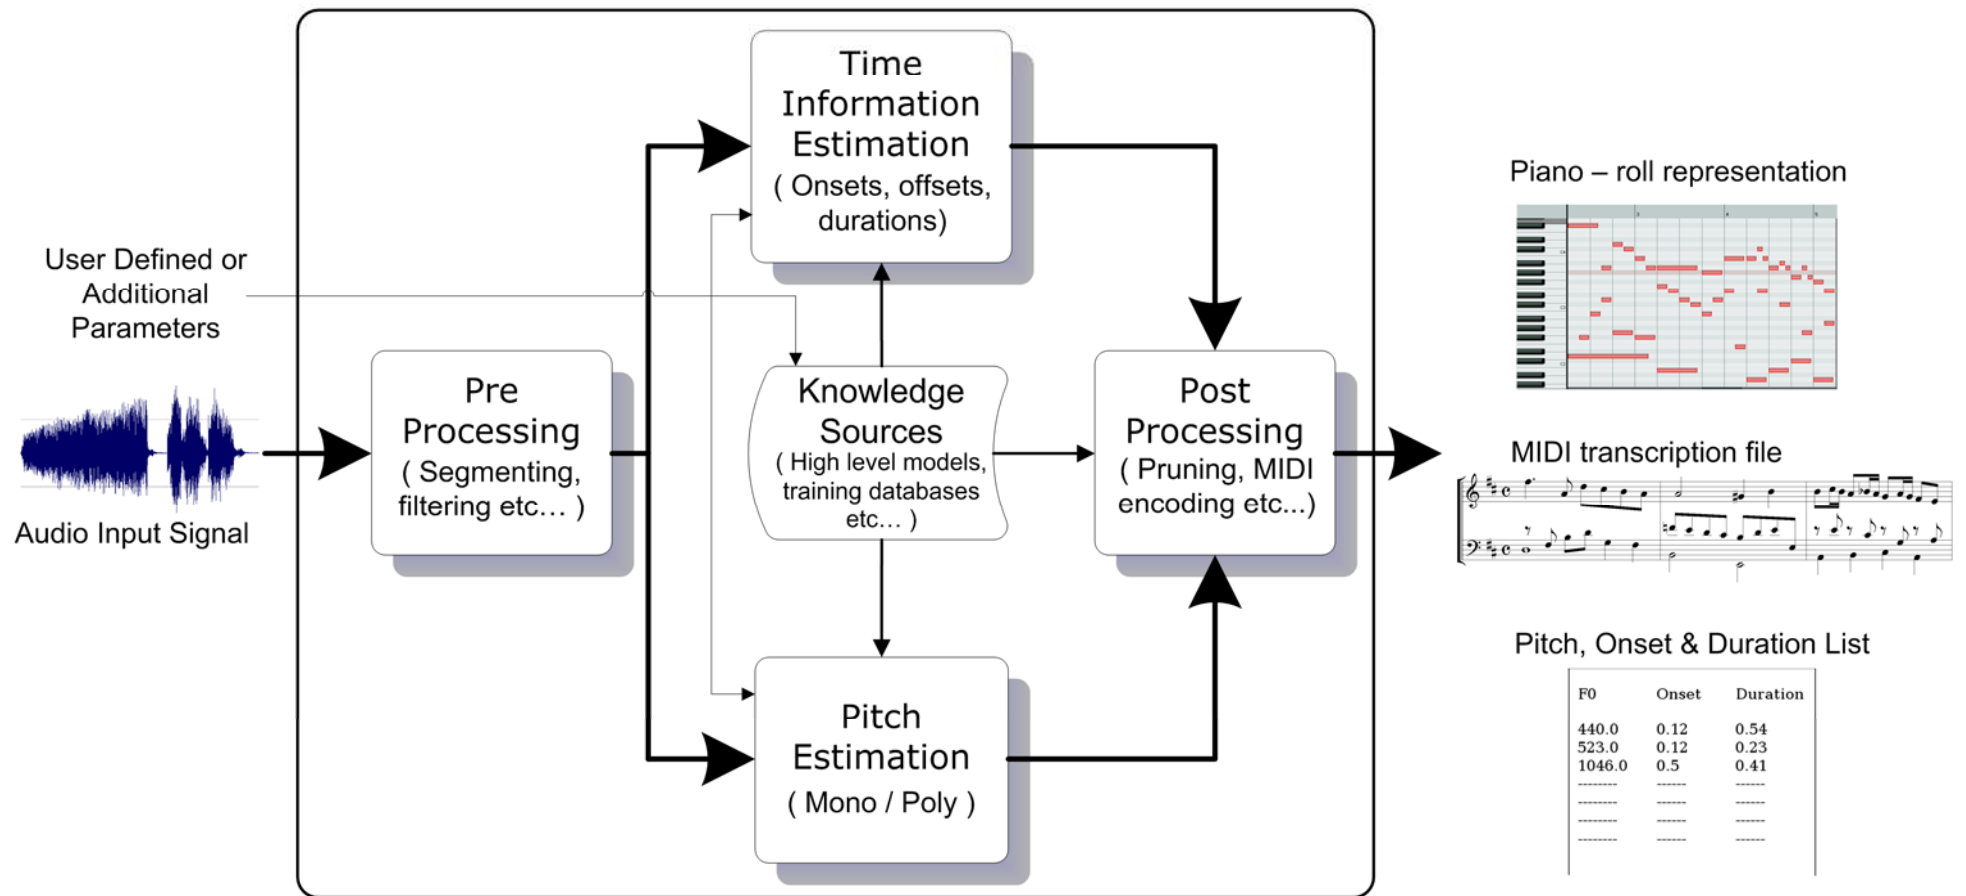 User Defined or
Additional
Parameters
Audio Input Signal
Pre
Processing
( Segmenting,
filtering etc… )
Time
Information
Estimation
( Onsets, offsets,
durations)
Knowledge
Sources
( High level models,
training databases
etc… )
Pitch
Estimation
( Mono / Poly )
Post
Processing
( Pruning, MIDI
encoding etc...)
Piano – roll representation
3 4 5
MIDI transcription file
Pitch, Onset & Duration List
F0 Onset Duration
440.0 0.12 0.54
523.0 0.12 0.23
1046.0 0.5 0.41
-------- ------ ------
-------- ------ ------
-------- ------ ------
-------- ------ ------